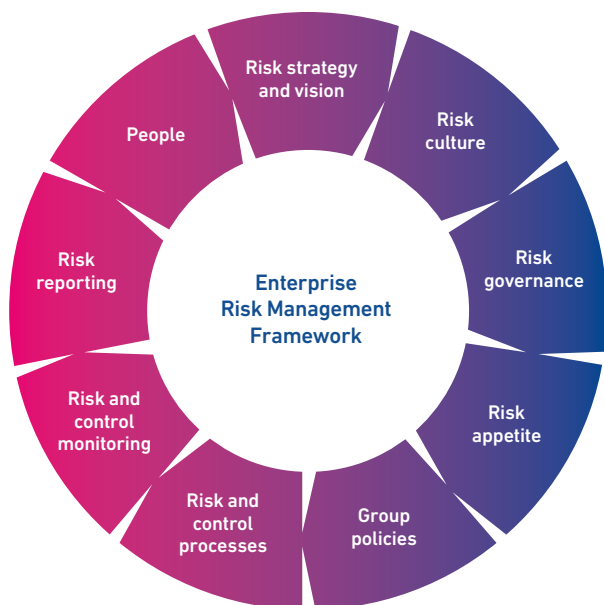 Risk strategy
and vision
Risk
culture
Risk
governance
Risk
appetite
Group
policies
Risk and
control
processes
Risk and
control
monitoring
Risk
reporting
People
Enterprise
Risk Management
Framework